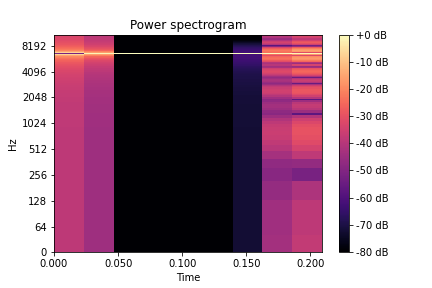 Power spectrogram
8192
4096
2048
1024
512
256
128
64
0
Hz
0.000 0.050 0.100 0.150 0.200
Time
+0 dB
-10 dB
-20 dB
-30 dB
-40 dB
-50 dB
-60 dB
-70 dB
-80 dB